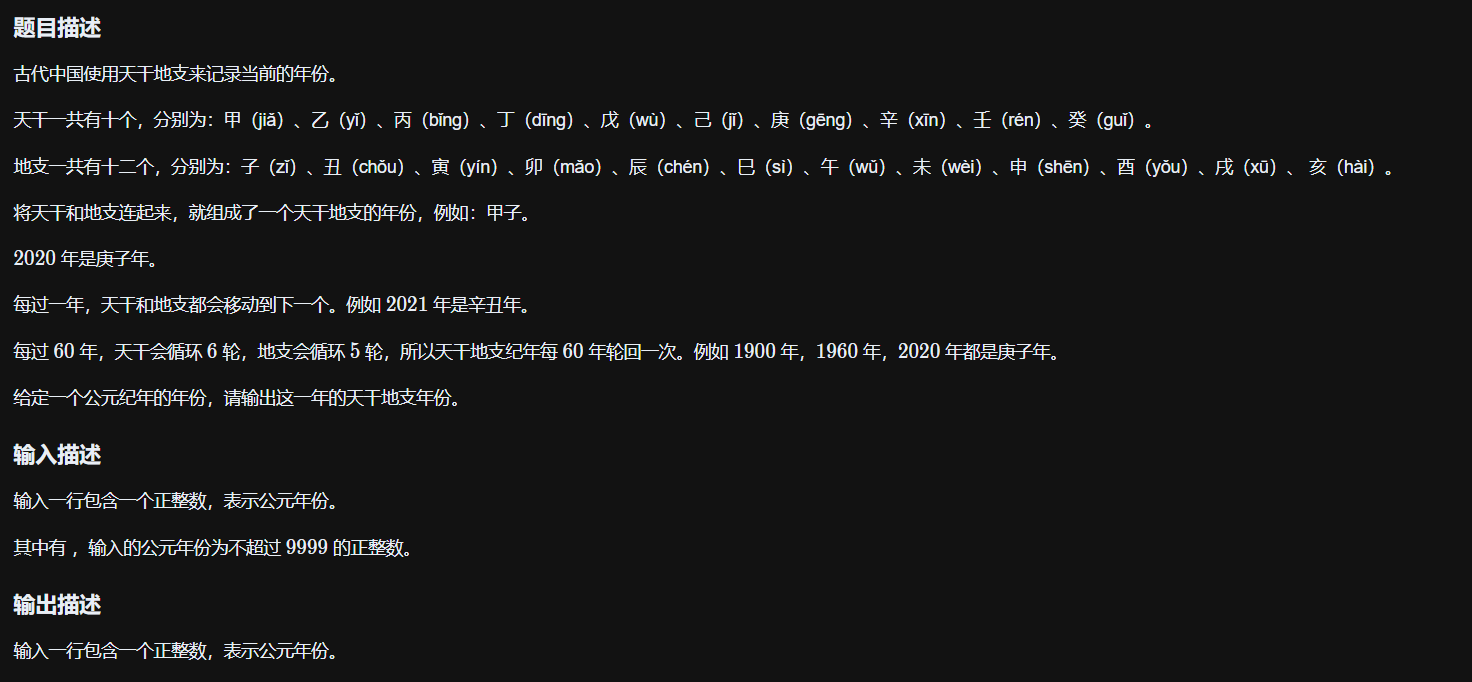 题目描述
古代中国使用天干地支来记录当前的年份。
天干一共有十个，分别为：甲（jiǎ）、乙（yǐ）、丙（bǐng）、丁（dīng）、戊（wù）、己（jǐ）、庚（gēng）、辛（xīn）、壬（rén）、癸（guǐ）。
地支一共有十二个，分别为：子（zǐ）、丑（chǒu）、寅（yín）、卯（mǎo）、辰（chén）、巳（sì）、午（wǔ）、未（wèi）、申（shēn）、酉（yǒu）、戌（xū）、 亥（hài）。
将天干和地支连起来，就组成了一个天干地支的年份，例如：甲子。
2020 年是庚子年。
每过一年，天干和地支都会移动到下一个。例如 2021 年是辛丑年。
每过 60 年，天干会循环 6 轮，地支会循环 5 轮，所以天干地支纪年每 60 年轮回一次。例如 1900 年，1960 年，2020 年都是庚子年。
给定一个公元纪年的年份，请输出这一年的天干地支年份。
输入描述
输入一行包含一个正整数，表示公元年份。
其中有 ，输入的公元年份为不超过 9999 的正整数。
输出描述
输入一行包含一个正整数，表示公元年份。